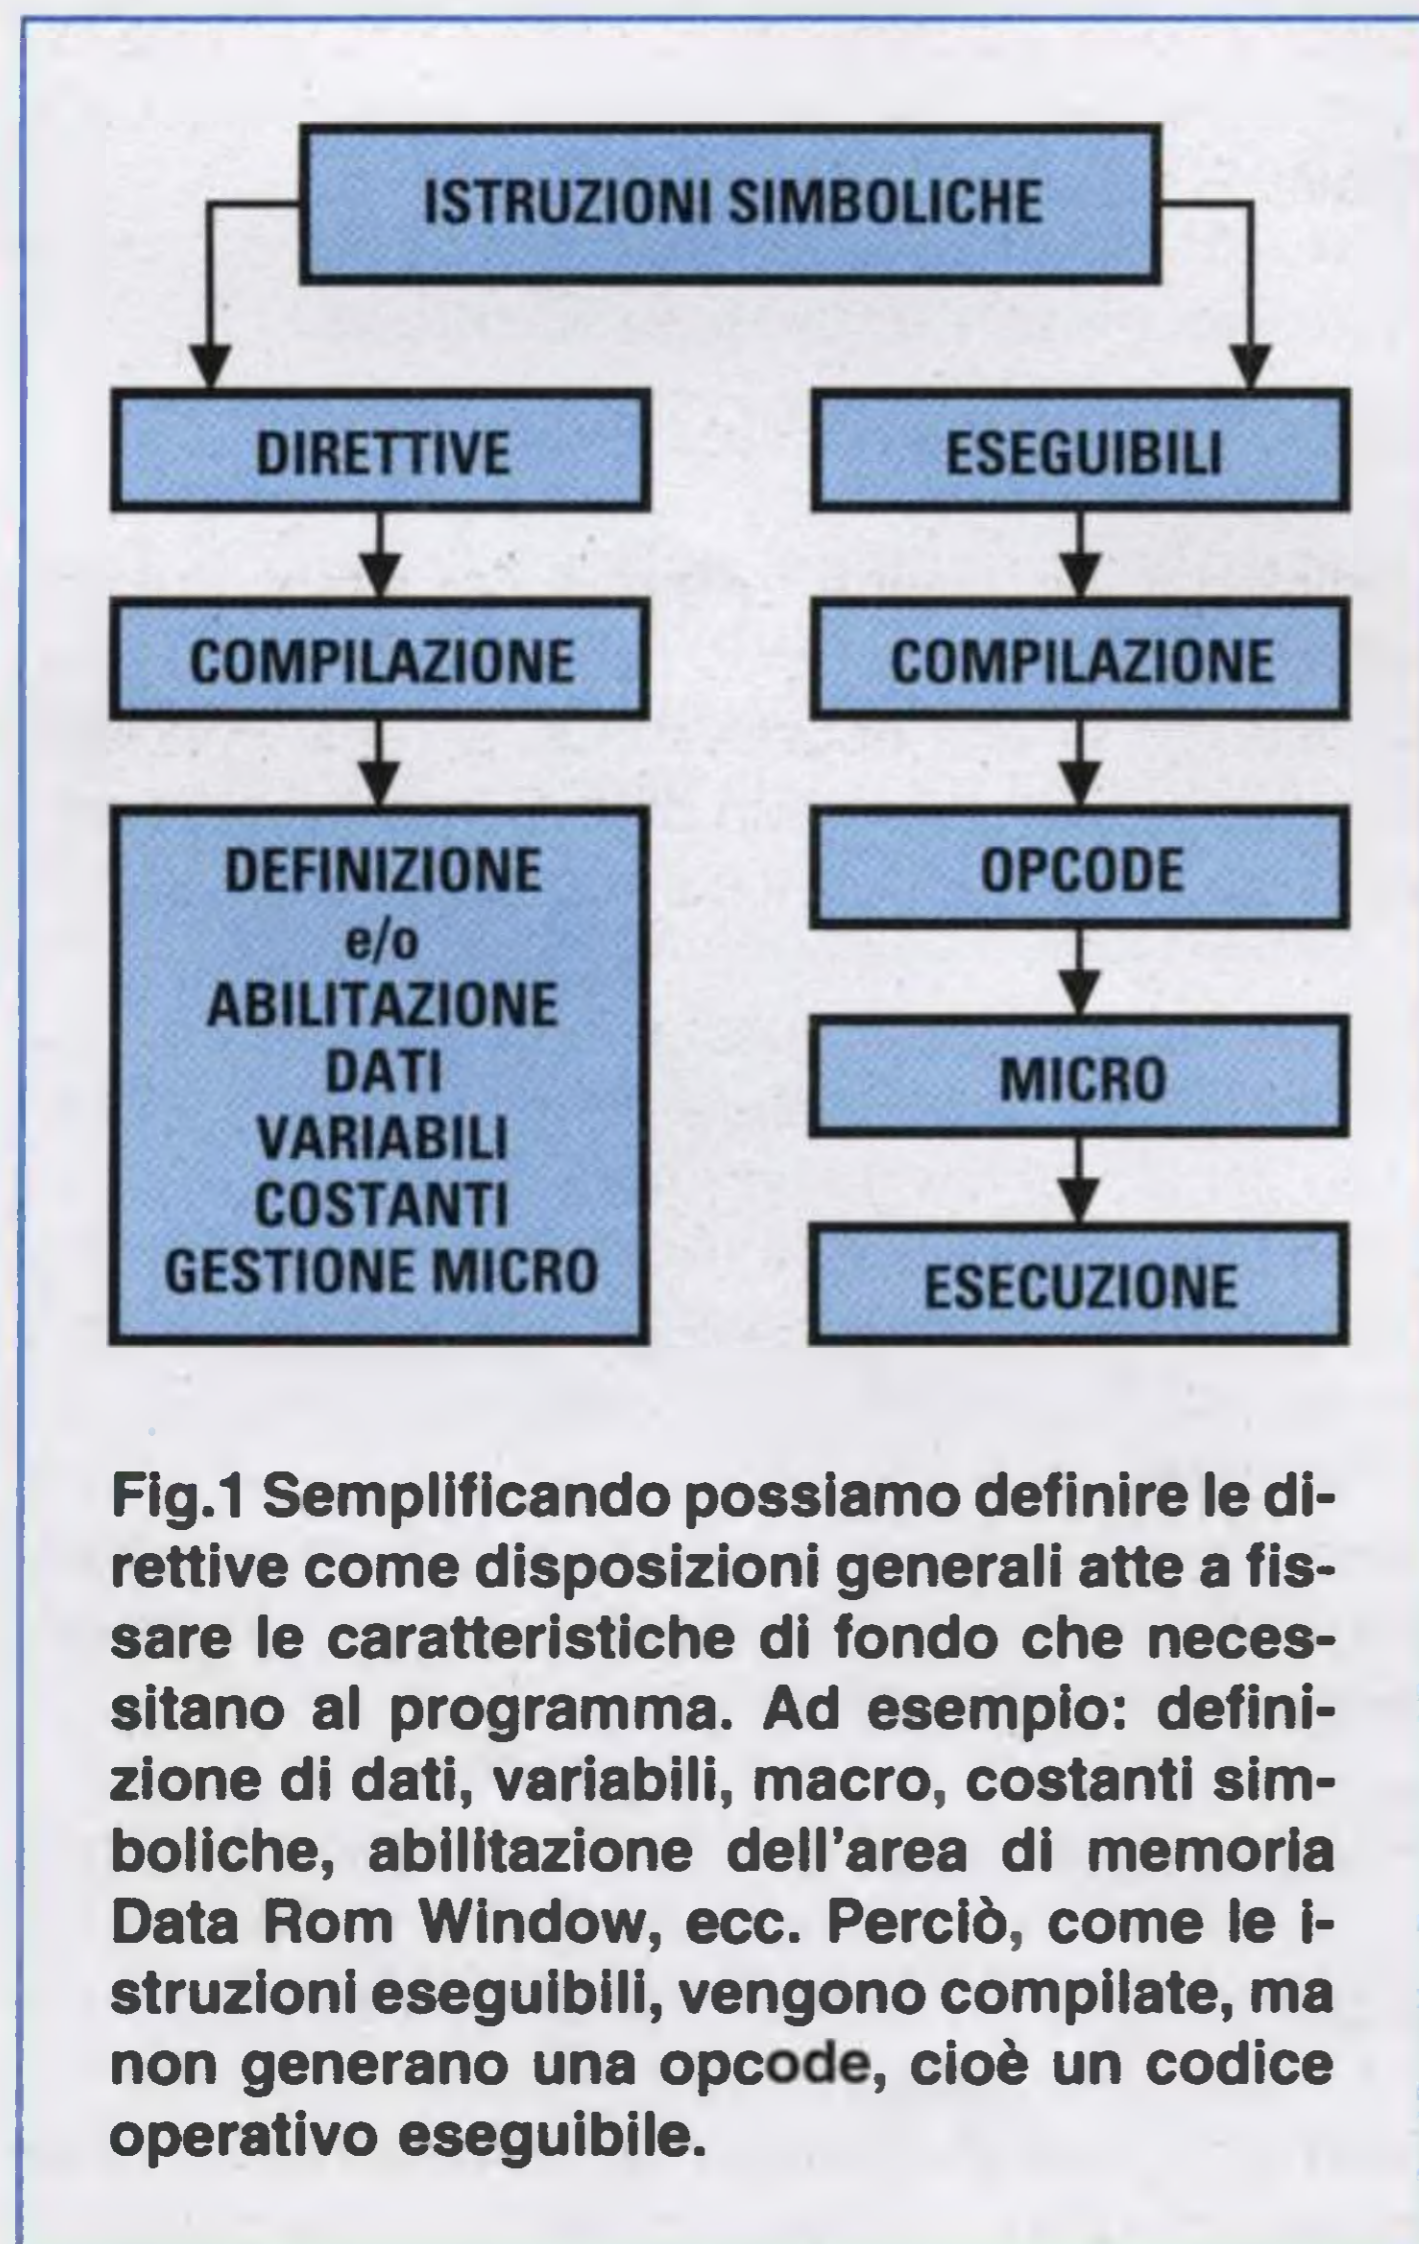 ISTRUZIONI SIMBOLICHE
DIRETTIVE
COMPILAZIONE
DEFINIZIONE
e/o
ABILITAZIONE
DATI
VARIABILI
COSTANTI
GESTIONE MICRO
ESEGUIBILI
COMPILAZIONE
OPCODE
MICRO
ESECUZIONE
Fig.1 Semplificando possiamo definire le di-
rettive come disposizioni generali atte a fis-
sare le caratteristiche di fondo che neces-
sitano al programma. Ad esempio: defini-
zione di dati, variabili, macro, costanti sim-
boliche, abilitazione dell'area di memoria
Data Rom Window, ecc. Perciò, come le i-
struzioni eseguibili, vengono compilate, ma
non generano una opcode, cioè un codice
operativo eseguibile.